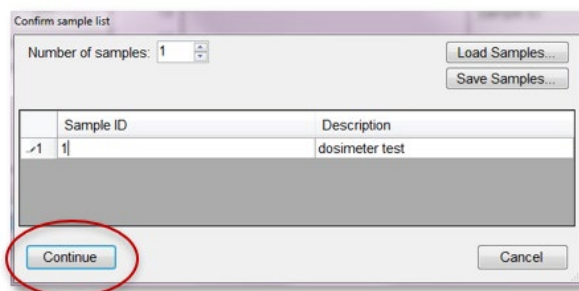 Confirm sample list
Number of samples: 1
Load Samples...
Save Samples...
Sample ID Description
1 1 dosimeter test
Continue Cancel